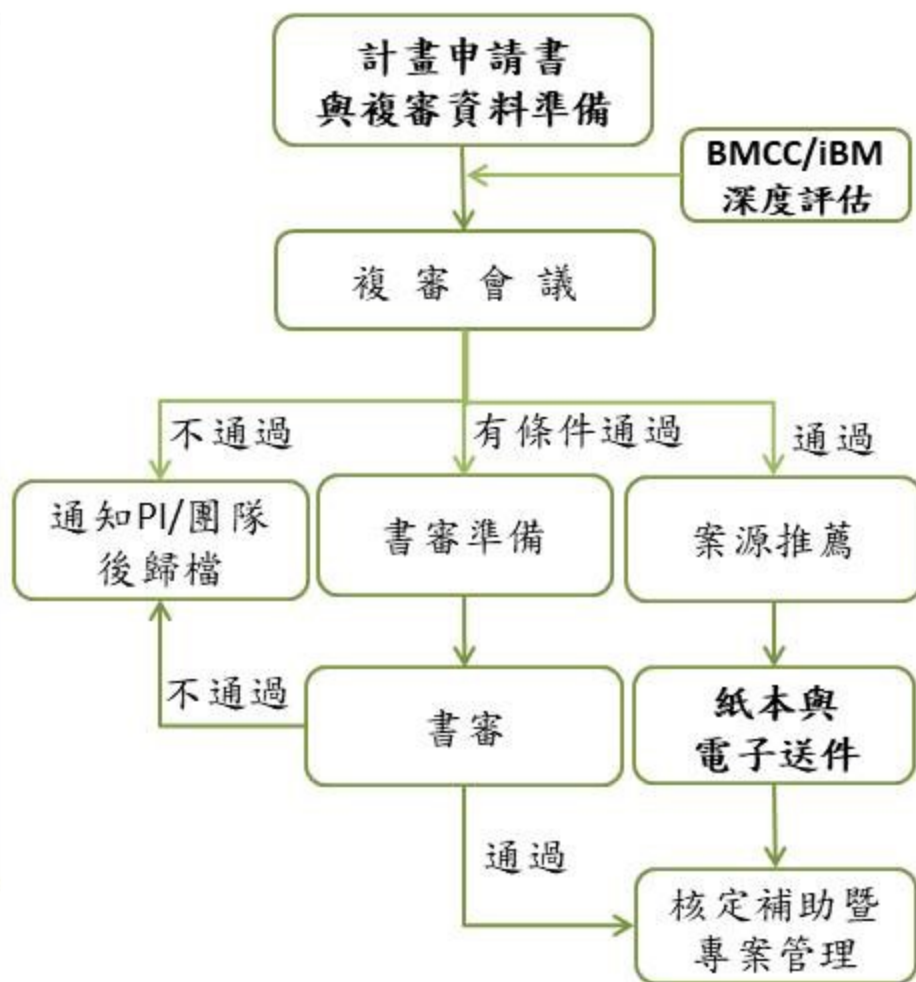 計畫申請書
與複審資料準備
BMCC/iBM
深度評估
複審會議
不通過
有條件通過
通過
通知PI/團隊
後歸檔
書審準備
案源推薦
不通過
書審
紙本與
電子送件
通過
核定補助暨
專案管理